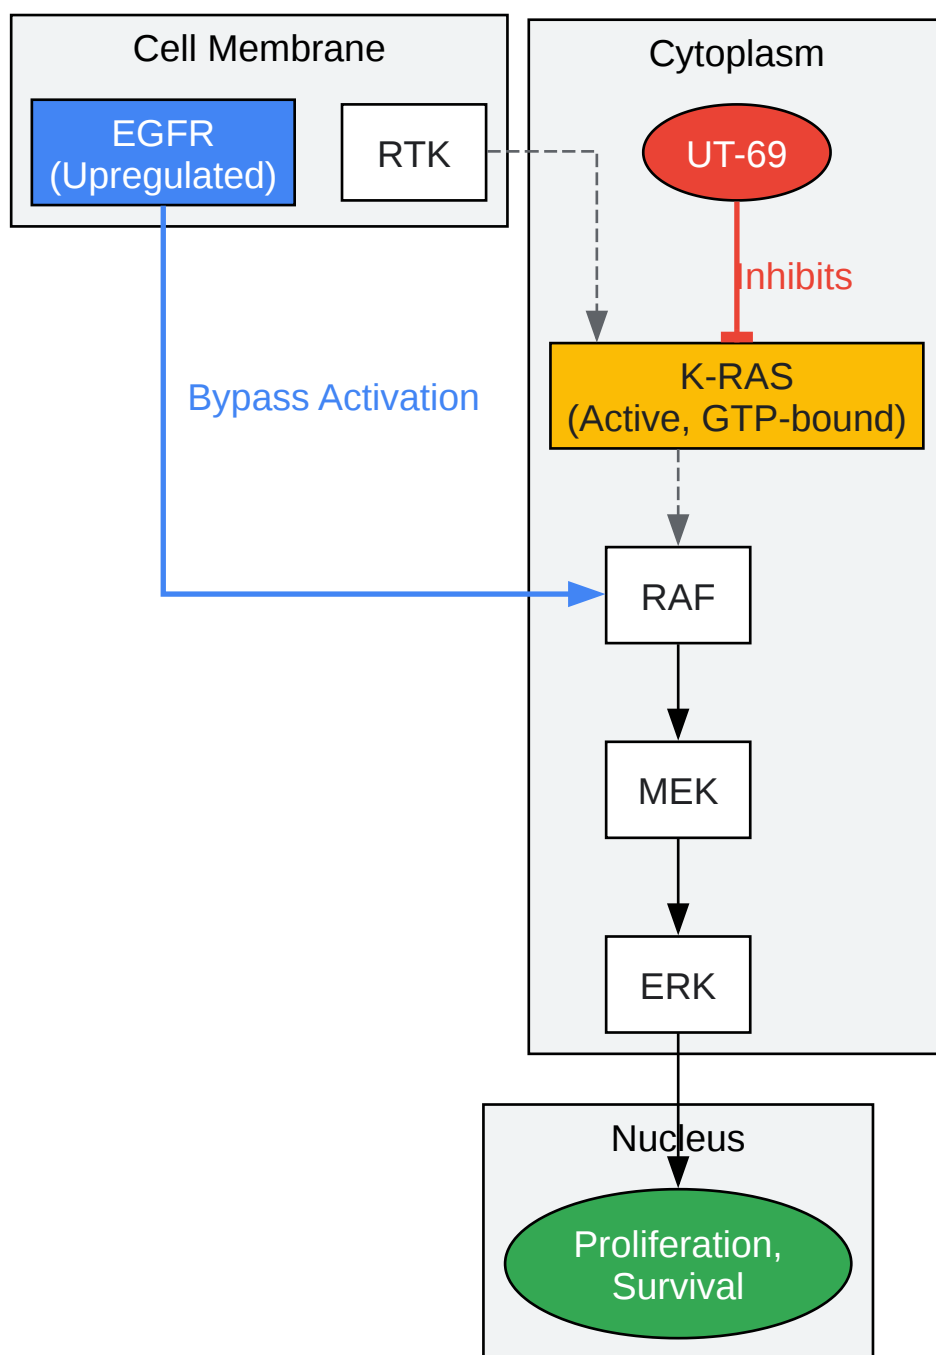 Cell Membrane
EGFR
(Upregulated)
RTK
Cytoplasm
UT-69
Inhibits
K-RAS
(Active, GTP-bound)
Bypass Activation
RAF
MEK
ERK
Nucleus
Proliferation,
Survival